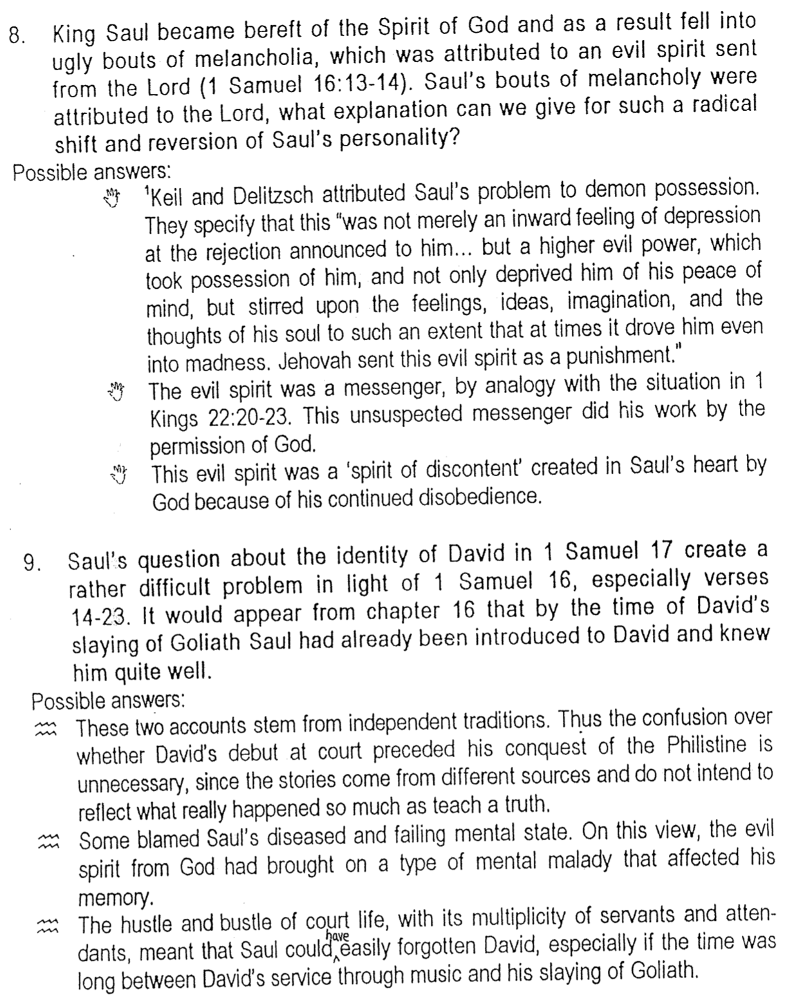 8. King Saul became bereft of the Spirit of God and as a result fell into
ugly bouts of melancholia, which was attributed to an evil spirit sent
from the Lord (1 Samuel 16:13-14). Saul's bouts of melancholy were
attributed to the Lord, what explanation can we give for such a radical
shift and reversion of Saul's personality?
Possible answers:
¹Keil and Delitzsch attributed Saul's problem to demon possession.
They specify that this "was not merely an inward feeling of depression
at the rejection announced to him... but a higher evil power, which
took possession of him, and not only deprived him of his peace of
mind, but stirred upon the feelings, ideas, imagination, and the
thoughts of his soul to such an extent that at times it drove him even
into madness. Jehovah sent this evil spirit as a punishment."
The evil spirit was a messenger, by analogy with the situation in 1
Kings 22:20-23. This unsuspected messenger did his work by the
permission of God.
This evil spirit was a 'spirit of discontent' created in Saul's heart by
God because of his continued disobedience.
9. Saul's question about the identity of David in 1 Samuel 17 create a
rather difficult problem in light of 1 Samuel 16, especially verses
14-23. It would appear from chapter 16 that by the time of David's
slaying of Goliath Saul had already been introduced to David and knew
him quite well.
Possible answers:
These two accounts stem from independent traditions. Thus the confusion over
whether David's debut at court preceded his conquest of the Philistine is
unnecessary, since the stories come from different sources and do not intend to
reflect what really happened so much as teach a truth.
Some blamed Saul's diseased and failing mental state. On this view, the evil
spirit from God had brought on a type of mental malady that affected his
memory.
The hustle and bustle of court life, with its multiplicity of servants and atten-
dants, meant that Saul could have easily forgotten David, especially if the time was
long between David's service through music and his slaying of Goliath.